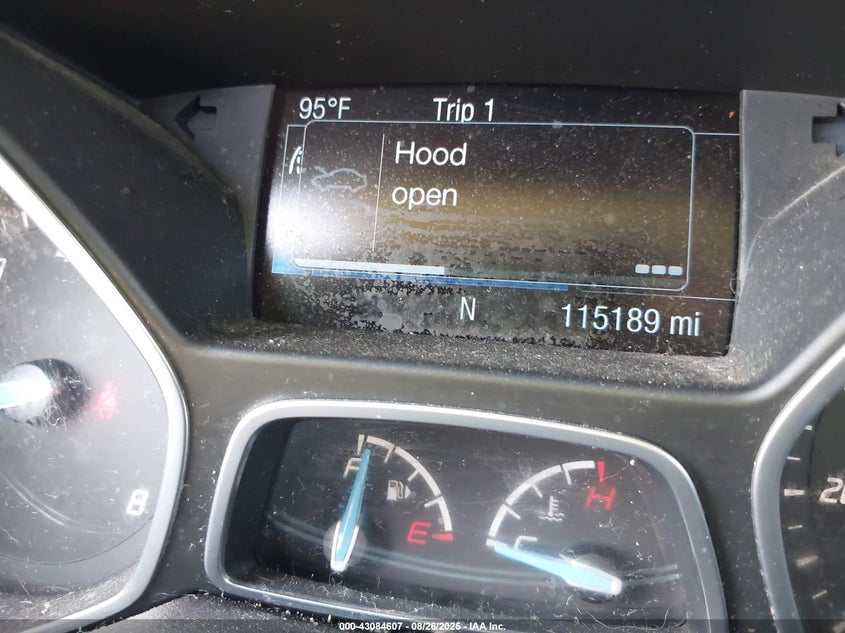 95°F Trip 1
Hood
open
N 115189 mi
F E
C H
8
000-43084607 - 08/26/2025 - IAA Inc.